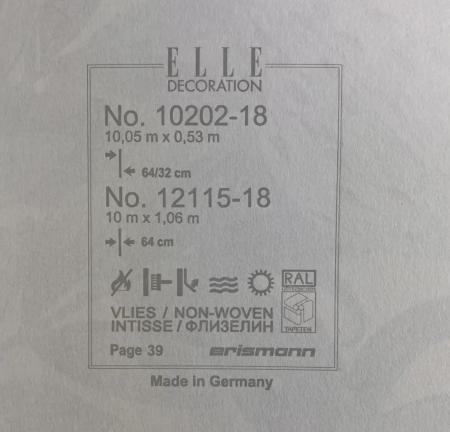 ELLE
DECORATION
No. 10202-18
10,05 m x 0,53 m
64/32 cm
No. 12115-18
10 m x 1,06 m
64 cm
RAL
TAPETEN
VLIES / NON-WOVEN
INTISSE / ФЛИЗЕЛИН
Page 39 erismann
Made in Germany